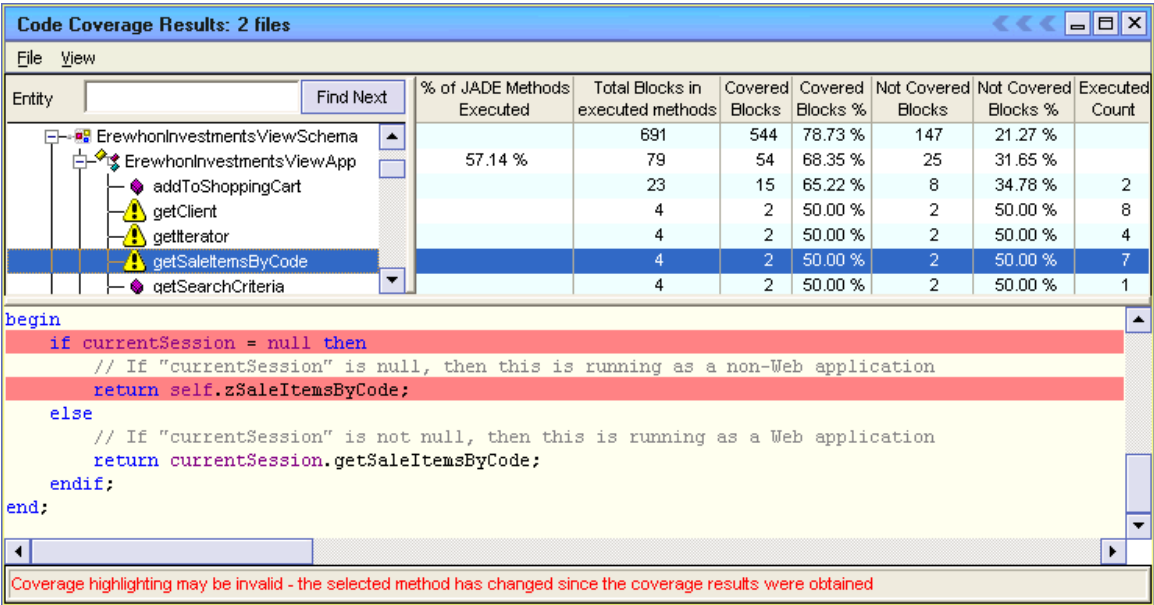 Code Coverage Results: 2 files
File View
Entity Find Next % of JADE Methods Executed Total Blocks in executed methods Covered Blocks Covered Blocks % Not Covered Blocks Not Covered Blocks % Executed Count
ErewhonInvestmentsViewSchema 691 544 78.73 % 147 21.27 %
ErewhonInvestmentsViewApp 57.14 % 79 54 68.35 % 25 31.65 %
addToShoppingCart 23 15 65.22 % 8 34.78 % 2
getClient 4 2 50.00 % 2 50.00 % 8
getIterator 4 2 50.00 % 2 50.00 % 4
getSaleItemsByCode 4 2 50.00 % 2 50.00 % 7
getSearchCriteria 4 2 50.00 % 2 50.00 % 1
begin
if currentSession = null then
// If "currentSession" is null, then this is running as a non-Web application
return self.zSaleItemsByCode;
else
// If "currentSession" is not null, then this is running as a Web application
return currentSession.getSaleItemsByCode;
endif;
end;
Coverage highlighting may be invalid - the selected method has changed since the coverage results were obtained